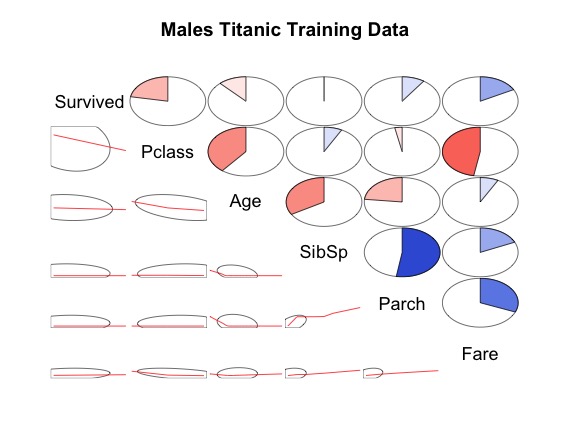 Males Titanic Training Data
Survived
Pclass
Age
SibSp
Parch
Fare